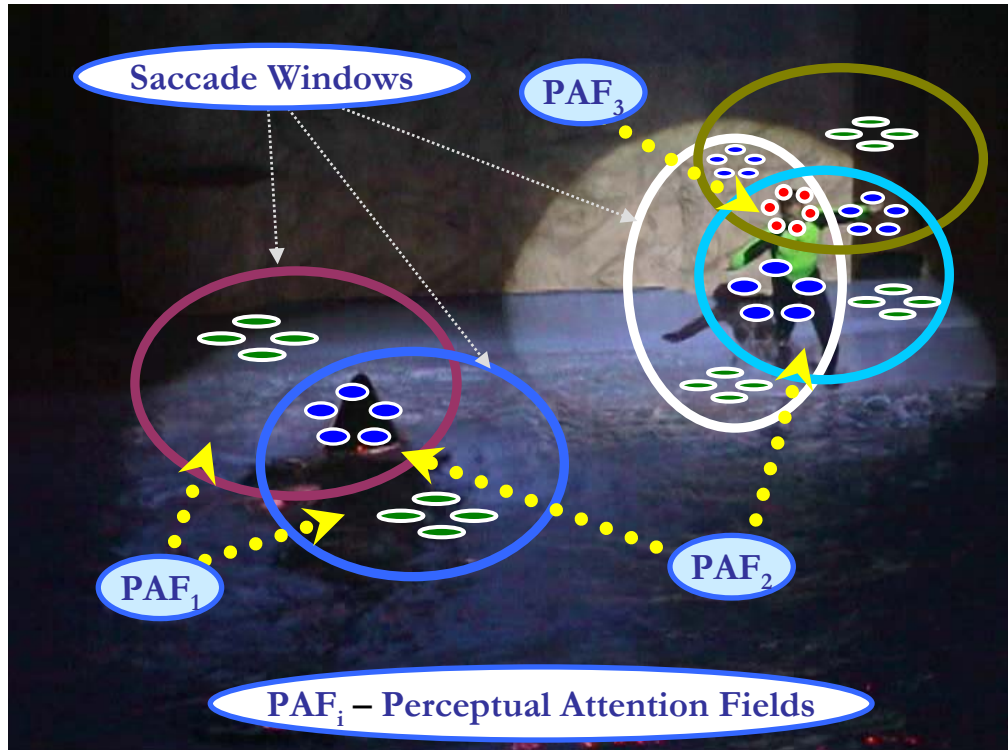 Saccade Windows
PAF₃
PAF₁
PAF₂
PAFᵢ – Perceptual Attention Fields